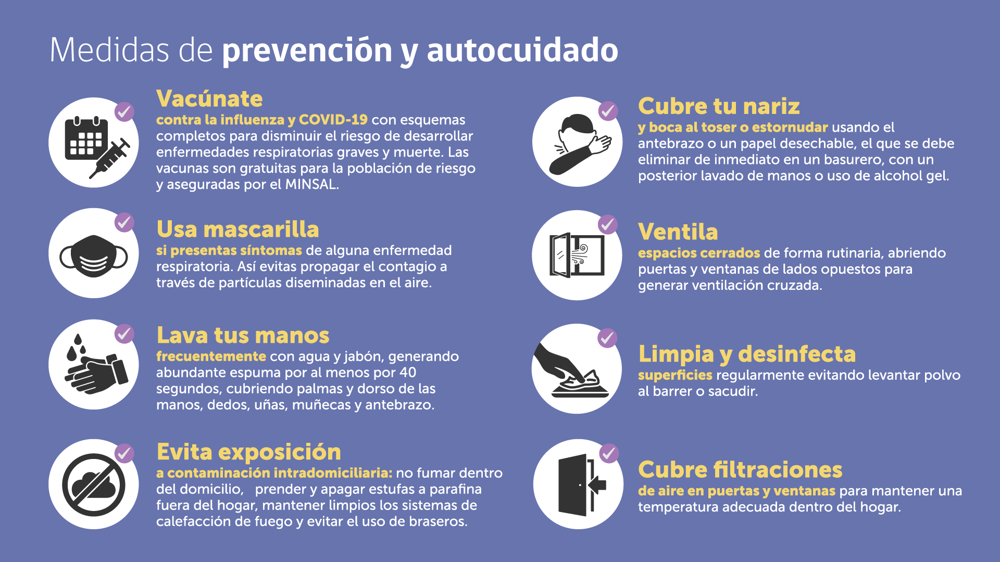 Medidas de prevención y autocuidado
Vacúnate
contra la influenza y COVID-19 con esquemas
completos para disminuir el riesgo de desarrollar
enfermedades respiratorias graves y muerte. Las
vacunas son gratuitas para la población de riesgo
y aseguradas por el MINSAL.
Usa mascarilla
si presentas síntomas de alguna enfermedad
respiratoria. Así evitas propagar el contagio a
través de partículas diseminadas en el aire.
Lava tus manos
frecuentemente con agua y jabón, generando
abundante espuma por al menos por 40
segundos, cubriendo palmas y dorso de las
manos, dedos, uñas, muñecas y antebrazo.
Evita exposición
a contaminación intradomiciliaria: no fumar dentro
del domicilio, prender y apagar estufas a parafina
fuera del hogar, mantener limpios los sistemas de
calefacción de fuego y evitar el uso de braseros.
Cubre tu nariz
y boca al toser o estornudar usando el
antebrazo o un papel desechable, el que se debe
eliminar de inmediato en un basurero, con un
posterior lavado de manos o uso de alcohol gel.
Ventila
espacios cerrados de forma rutinaria, abriendo
puertas y ventanas de lados opuestos para
generar ventilación cruzada.
Limpia y desinfecta
superficies regularmente evitando levantar polvo
al barrer o sacudir.
Cubre filtraciones
de aire en puertas y ventanas para mantener una
temperatura adecuada dentro del hogar.